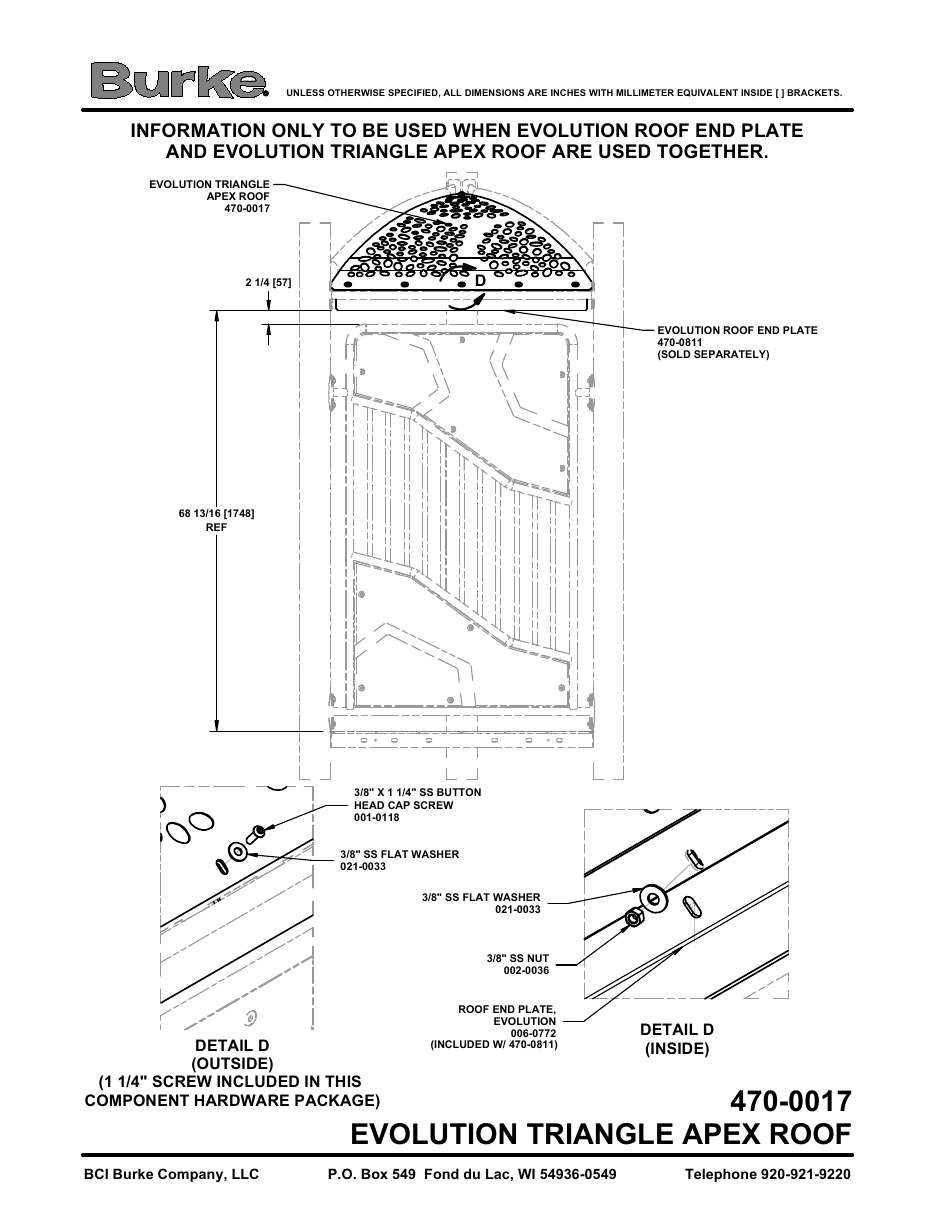 Burke
UNLESS OTHERWISE SPECIFIED, ALL DIMENSIONS ARE INCHES WITH MILLIMETER EQUIVALENT INSIDE [ ] BRACKETS.
INFORMATION ONLY TO BE USED WHEN EVOLUTION ROOF END PLATE
AND EVOLUTION TRIANGLE APEX ROOF ARE USED TOGETHER.
EVOLUTION TRIANGLE
APEX ROOF
470-0017
D
2 1/4 [57]
EVOLUTION ROOF END PLATE
470-0811
(SOLD SEPARATELY)
68 13/16 [1748]
REF
3/8" X 1 1/4" SS BUTTON
HEAD CAP SCREW
001-0118
3/8" SS FLAT WASHER
021-0033
3/8" SS FLAT WASHER
021-0033
3/8" SS NUT
002-0036
ROOF END PLATE,
EVOLUTION
006-0772
(INCLUDED W/ 470-0811)
DETAIL D
(INSIDE)
DETAIL D
(OUTSIDE)
(1 1/4" SCREW INCLUDED IN THIS
COMPONENT HARDWARE PACKAGE)
470-0017
EVOLUTION TRIANGLE APEX ROOF
BCI Burke Company, LLC P.O. Box 549 Fond du Lac, WI 54936-0549 Telephone 920-921-9220